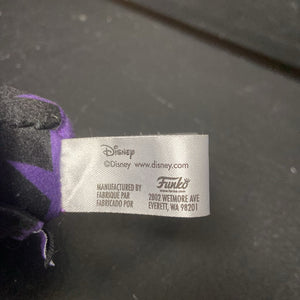 Disney
©Disney www.disney.com
MANUFACTURED BY
FABRIQUÉ PAR
FABRICADO POR
Funko
2802 WETMORE AVE
EVERETT, WA 98201